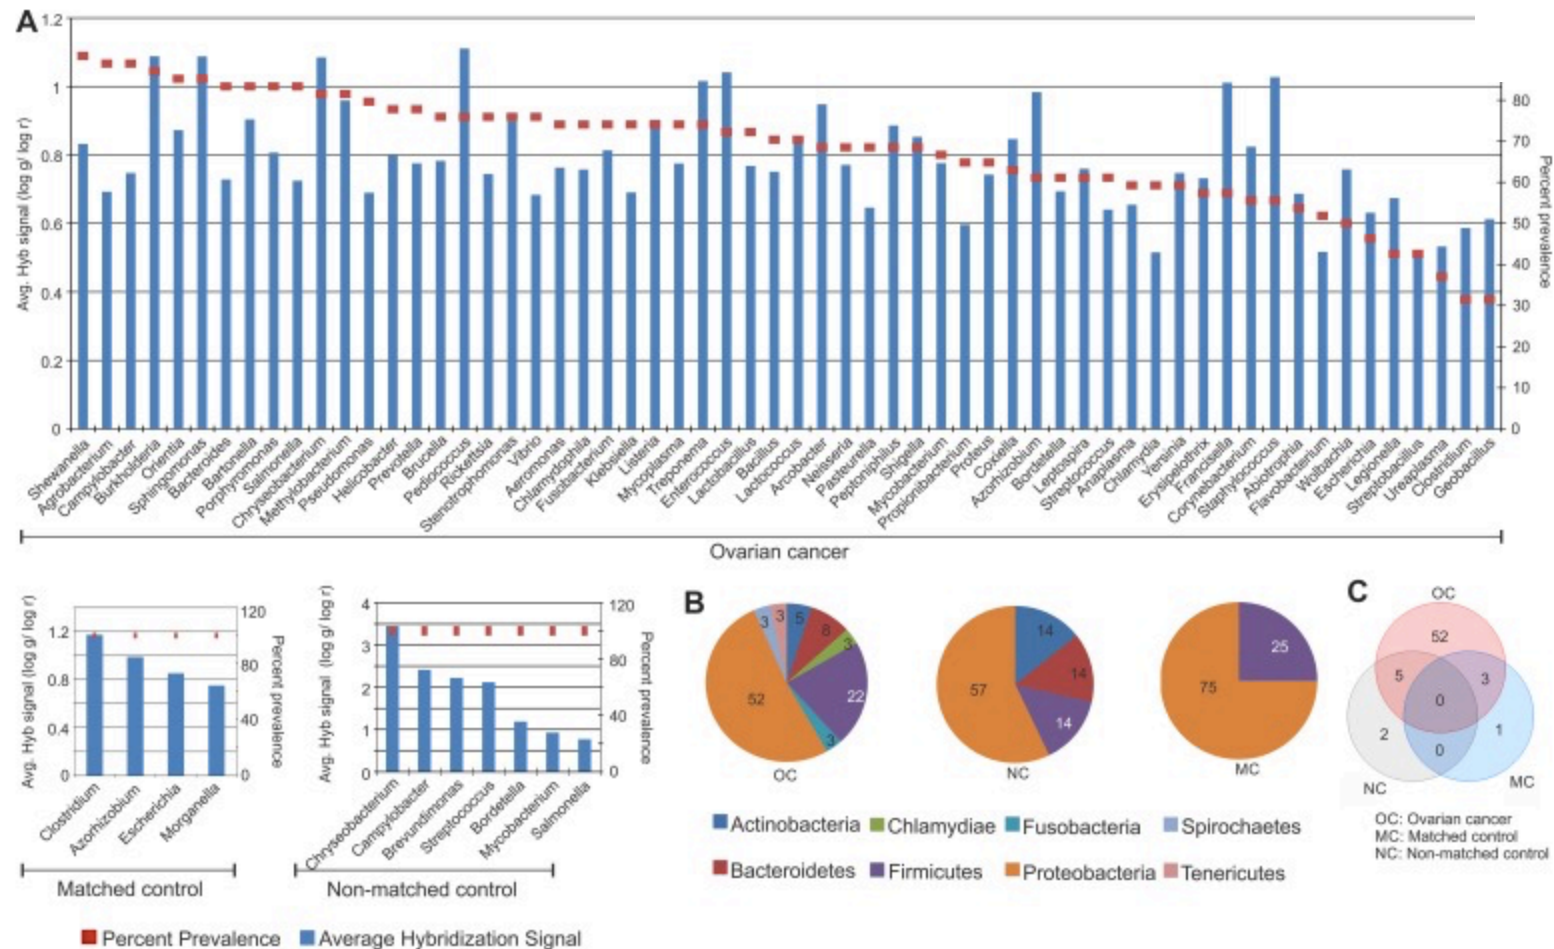 A
1.2
1
0.8
0.6
0.4
0.2
0
Avg. Hyb signal (log g/ log r)
80
70
60
50
40
30
20
10
0
Percent prevalence
Shewanella
Agrobacterium
Campylobacter
Burkholderia
Orientia
Sphingomonas
Bacteroides
Bartonella
Porphyromonas
Salmonella
Chryseobacterium
Methylobacterium
Pseudomonas
Helicobacter
Prevotella
Brucella
Pediococcus
Rickettsia
Stenotrophomonas
Vibrio
Aeromonas
Chlamydophila
Fusobacterium
Klebsiella
Listeria
Mycoplasma
Treponema
Enterococcus
Lactobacillus
Bacillus
Lactococcus
Arcobacter
Neisseria
Pasteurella
Peptoniphilus
Shigella
Mycobacterium
Propionibacterium
Proteus
Coxiella
Azorhizobium
Bordetella
Leptospira
Streptococcus
Anaplasma
Chlamydia
Yersinia
Erysipelothrix
Francisella
Corynebacterium
Staphylococcus
Abiotrophia
Flavobacterium
Wolbachia
Escherichia
Legionella
Streptobacillus
Ureaplasma
Clostridium
Geobacillus
Ovarian cancer
Avg. Hyb signal (log g/ log r)
1.2
0.8
0.4
0
120
80
40
0
Percent prevalence
Clostridium
Azorhizobium
Escherichia
Morganella
Matched control
Avg. Hyb signal (log g/ log r)
4
3
2
1
0
120
80
40
0
Percent prevalence
Chryseobacterium
Campylobacter
Brevundimonas
Streptococcus
Bordetella
Mycobacterium
Salmonella
Non-matched control
Percent Prevalence Average Hybridization Signal
B
3 3 5 8 3 22 3 52
OC
14 14 14 57
NC
25 75
MC
Actinobacteria Chlamydiae Fusobacteria Spirochaetes
Bacteroidetes Firmicutes Proteobacteria Tenericutes
C
OC
52
5 0 3
2 0 1
NC MC
OC: Ovarian cancer
MC: Matched control
NC: Non-matched control